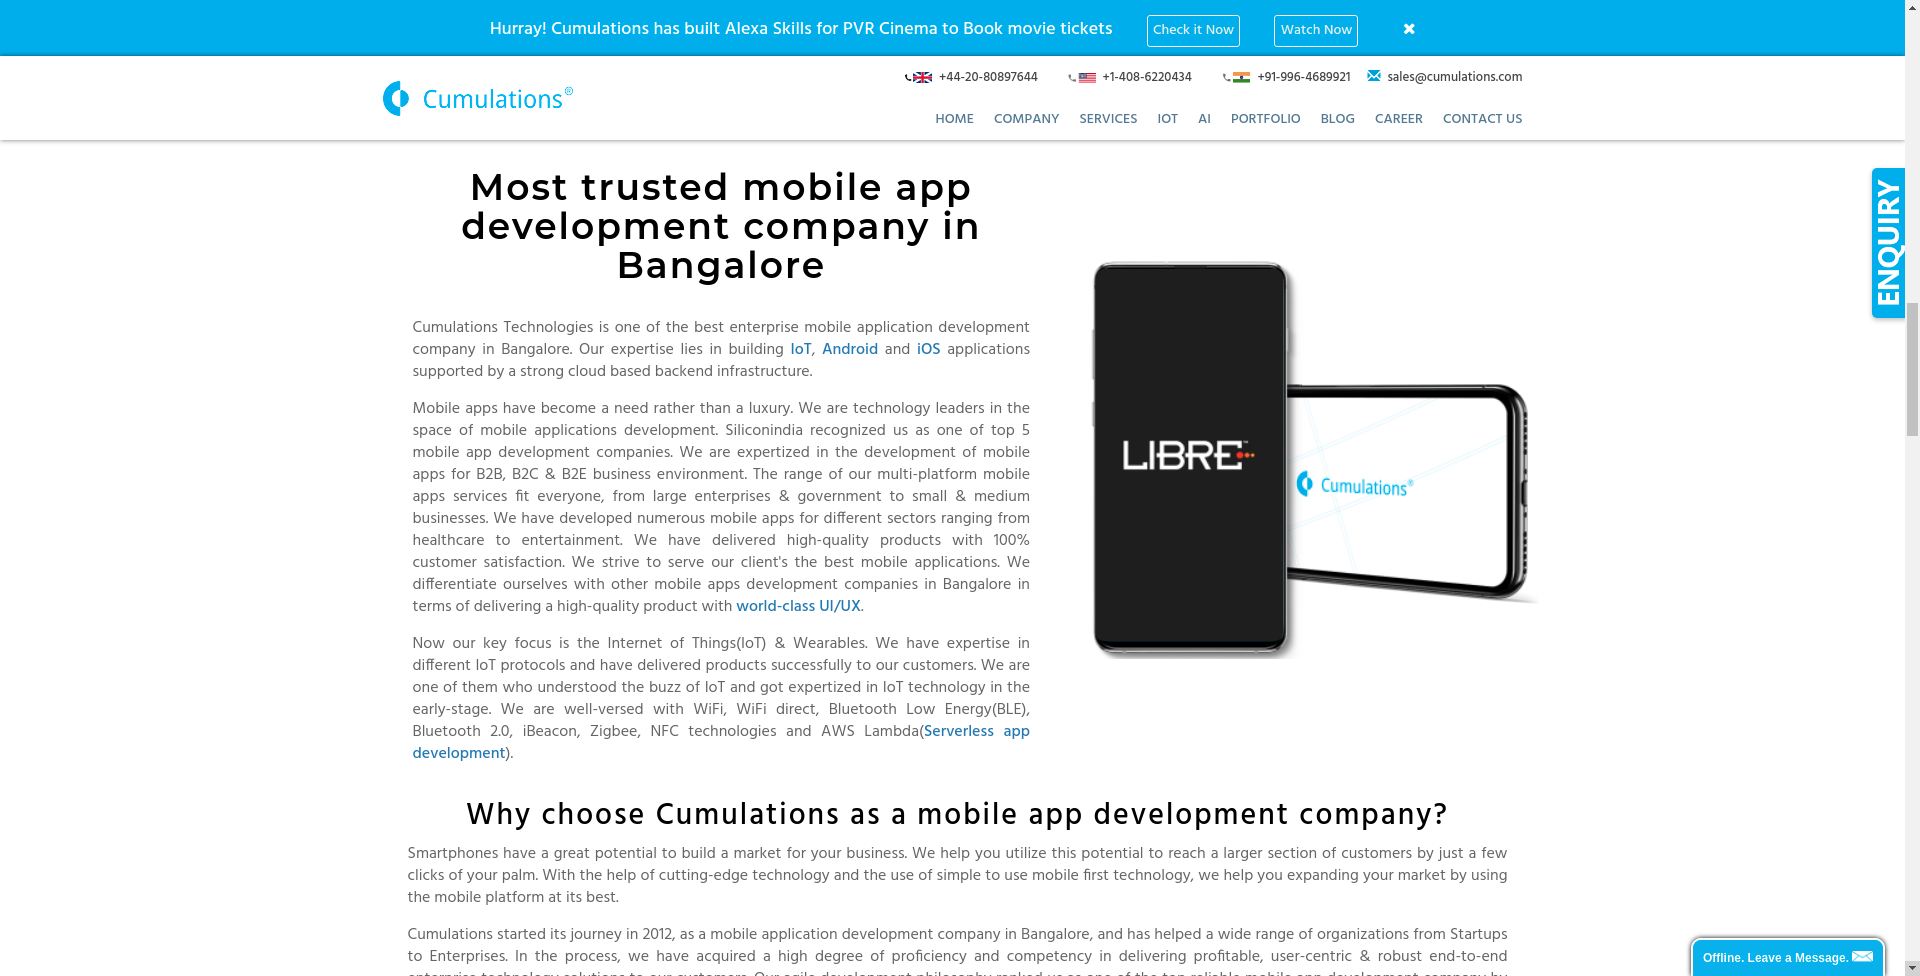 Hurray! Cumulations has built Alexa Skills for PVR Cinema to Book movie tickets
Check it Now
Watch Now
+44-20-80897644
+1-408-6220434
+91-996-4689921
sales@cumulations.com
Cumulations®
HOME
COMPANY
SERVICES
IOT
AI
PORTFOLIO
BLOG
CAREER
CONTACT US
ENQUIRY
Most trusted mobile app
development company in
Bangalore
Cumulations Technologies is one of the best enterprise mobile application development
company in Bangalore. Our expertise lies in building IoT, Android and iOS applications
supported by a strong cloud based backend infrastructure.
Mobile apps have become a need rather than a luxury. We are technology leaders in the
space of mobile applications development. Siliconindia recognized us as one of top 5
mobile app development companies. We are expertized in the development of mobile
apps for B2B, B2C & B2E business environment. The range of our multi-platform mobile
apps services fit everyone, from large enterprises & government to small & medium
businesses. We have developed numerous mobile apps for different sectors ranging from
healthcare to entertainment. We have delivered high-quality products with 100%
customer satisfaction. We strive to serve our client's the best mobile applications. We
differentiate ourselves with other mobile apps development companies in Bangalore in
terms of delivering a high-quality product with world-class UI/UX.
Now our key focus is the Internet of Things(IoT) & Wearables. We have expertise in
different IoT protocols and have delivered products successfully to our customers. We are
one of them who understood the buzz of IoT and got expertized in IoT technology in the
early-stage. We are well-versed with WiFi, WiFi direct, Bluetooth Low Energy(BLE),
Bluetooth 2.0, iBeacon, Zigbee, NFC technologies and AWS Lambda(Serverless app
development).
LIBRE™
Cumulations®
Why choose Cumulations as a mobile app development company?
Smartphones have a great potential to build a market for your business. We help you utilize this potential to reach a larger section of customers by just a few
clicks of your palm. With the help of cutting-edge technology and the use of simple to use mobile first technology, we help you expanding your market by using
the mobile platform at its best.
Cumulations started its journey in 2012, as a mobile application development company in Bangalore, and has helped a wide range of organizations from Startups
to Enterprises. In the process, we have acquired a high degree of proficiency and competency in delivering profitable, user-centric & robust end-to-end
Offline. Leave a Message.